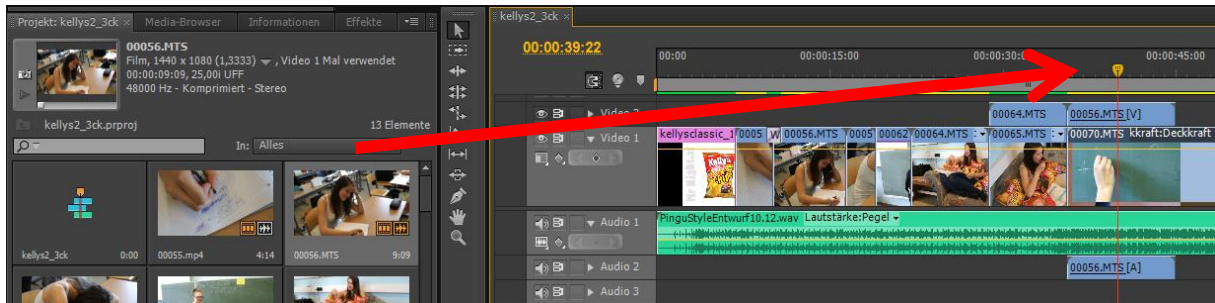 Projekt: kellys2_3ck × Media-Browser Informationen Effekte
00056.MTS
Film, 1440 x 1080 (1,3333) , Video 1 Mal verwendet
00:00:09:09, 25,00i UFF
48000 Hz - Komprimiert - Stereo
kellys2_3ck.prproj 13 Elemente
In: Alles
kellys2_3ck 0:00 00055.mp4 4:14 00056.MTS 9:09
kellys2_3ck ×
00:00:39:22
00:00 00:00:15:00 00:00:30:0 00:00:45:00
Video 2 00064.MTS 00056.MTS [V]
Video 1 kellysclassic_1 0005 W 00056.MTS 0005 00062 00064.MTS 00065.MTS 00070.MTS kkraft:Deckkraft
Audio 1 PinguStyleEntwurf10.12.wav Lautstärke:Pegel
Audio 2 00056.MTS [A]
Audio 3